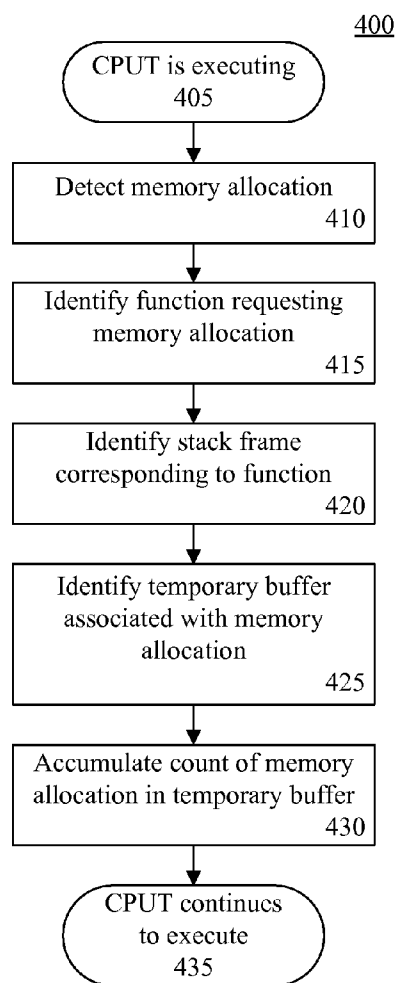 400
CPUT is executing
405
Detect memory allocation
410
Identify function requesting
memory allocation
415
Identify stack frame
corresponding to function
420
Identify temporary buffer
associated with memory
allocation
425
Accumulate count of memory
allocation in temporary buffer
430
CPUT continues
to execute
435